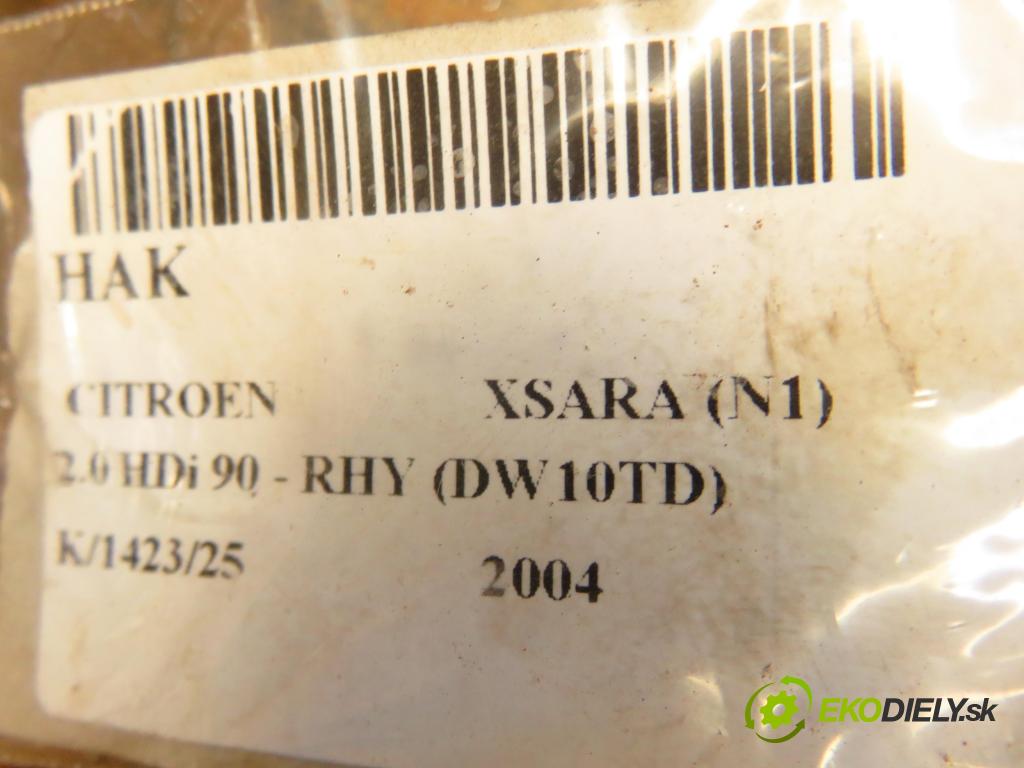 HAK
CITROEN XSARA (N1)
2.0 HDi 90 - RHY (DW10TD)
K/1423/25 2004
EKODIELY.sk